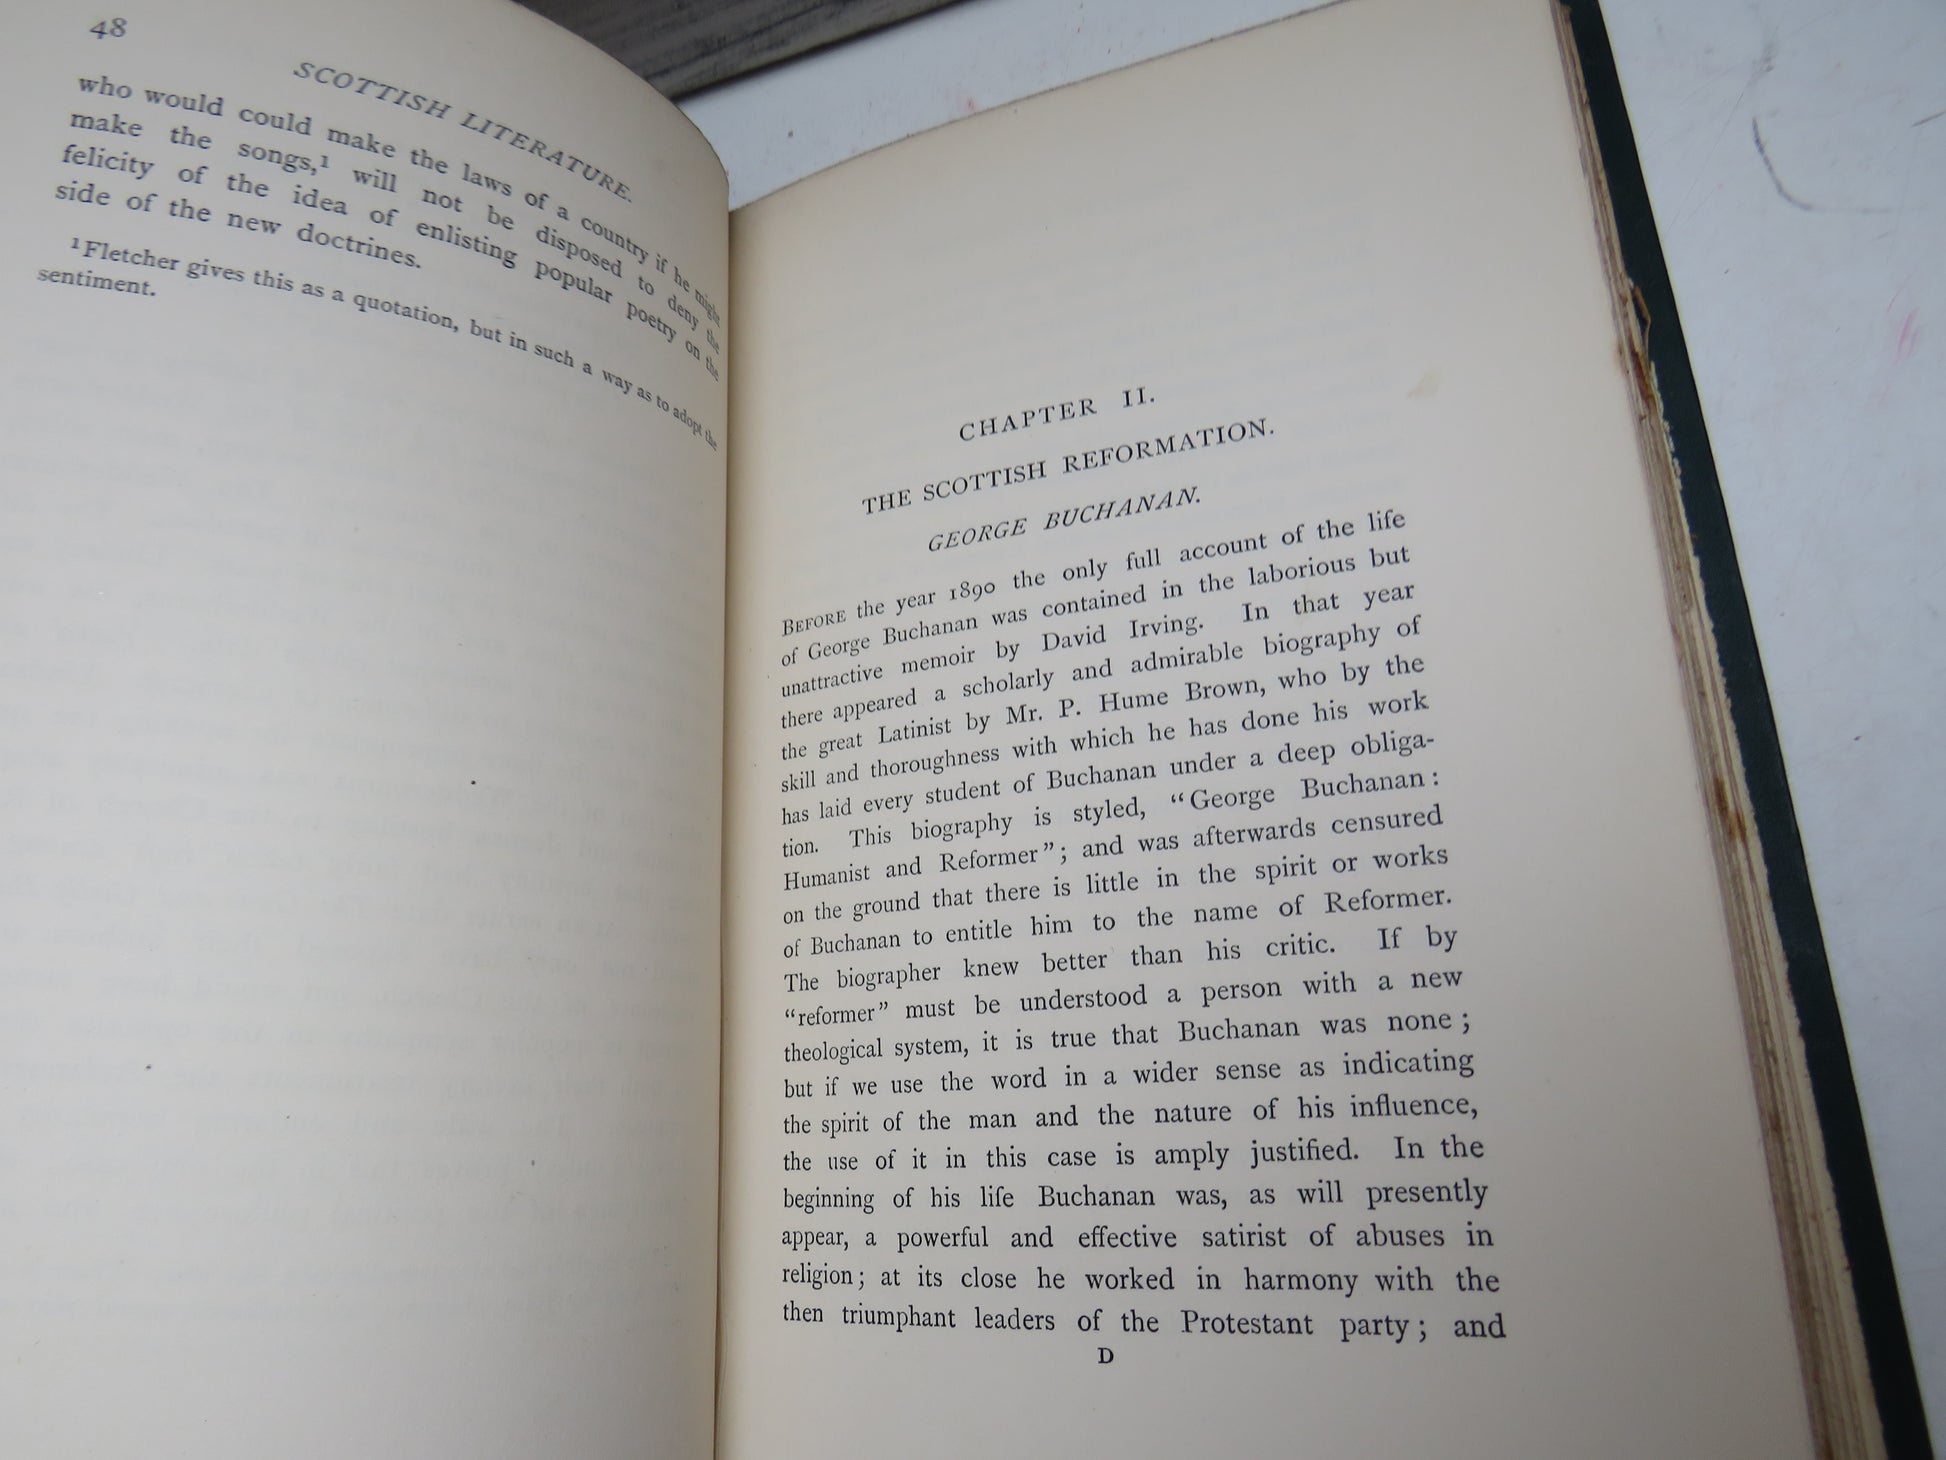 48
SCOTTISH LITERATURE.
who would could make the laws of a country if he might
make the songs,¹ will not be disposed to deny the
felicity of the idea of enlisting popular poetry on the
side of the new doctrines.
¹ Fletcher gives this as a quotation, but in such a way as to adopt the
sentiment.
CHAPTER II.
THE SCOTTISH REFORMATION.
GEORGE BUCHANAN.
BEFORE the year 1890 the only full account of the life
of George Buchanan was contained in the laborious but
unattractive memoir by David Irving. In that year
there appeared a scholarly and admirable biography of
the great Latinist by Mr. P. Hume Brown, who by the
skill and thoroughness with which he has done his work
has laid every student of Buchanan under a deep obliga-
tion. This biography is styled, “George Buchanan:
Humanist and Reformer”; and was afterwards censured
on the ground that there is little in the spirit or works
of Buchanan to entitle him to the name of Reformer.
The biographer knew better than his critic. If by
“reformer” must be understood a person with a new
theological system, it is true that Buchanan was none;
but if we use the word in a wider sense as indicating
the spirit of the man and the nature of his influence,
the use of it in this case is amply justified. In the
beginning of his life Buchanan was, as will presently
appear, a powerful and effective satirist of abuses in
religion; at its close he worked in harmony with the
then triumphant leaders of the Protestant party; and
D